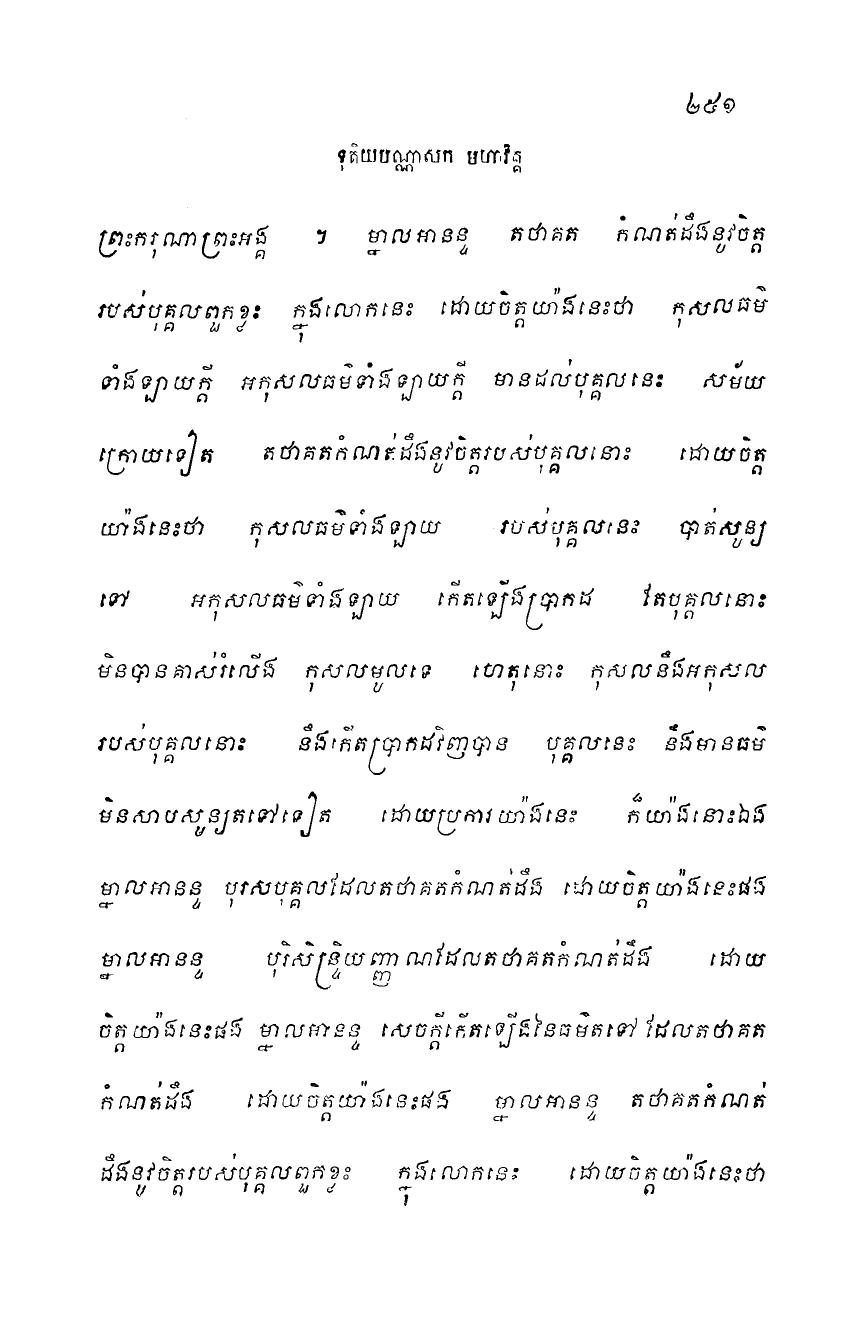 ២៥១
ទុតិយបណ្ណាសក មហាវគ្គ
ព្រះករុណាព្រះអង្គ ។ ម្នាលអានន្ទ តថាគត កំណត់ដឹងនូវចិត្ត
របស់បុគ្គលពួកខ្លះ ក្នុងលោកនេះ ដោយចិត្តយ៉ាងនេះថា កុសលធម៌
ទាំងឡាយក្តី អកុសលធម៌ទាំងឡាយក្តី មានដល់បុគ្គលនេះ សម័យ
ក្រោយទៀត តថាគតកំណត់ដឹងនូវចិត្តរបស់បុគ្គលនោះ ដោយចិត្ត
យ៉ាងនេះថា កុសលធម៌ទាំងឡាយ របស់បុគ្គលនេះ បាត់សូន្យ
ទៅ អកុសលធម៌ទាំងឡាយ កើតឡើងប្រាកដ តែបុគ្គលនោះ
មិនបានគាស់រំលើង កុសលមូលទេ ហេតុនោះ កុសលនឹងអកុសល
របស់បុគ្គលនោះ នឹងកើតប្រាកដវិញបាន បុគ្គលនេះ នឹងមានធម៌
មិនសាបសូន្យតទៅទៀត ដោយប្រការយ៉ាងនេះ ក៏យ៉ាងនោះឯង
ម្នាលអានន្ទ បុរសបុគ្គលដែលតថាគតកំណត់ដឹង ដោយចិត្តយ៉ាងនេះផង
ម្នាលអានន្ទ បុរិសិន្ទ្រិយញ្ញាណដែលតថាគតកំណត់ដឹង ដោយ
ចិត្តយ៉ាងនេះផង ម្នាលអានន្ទ សេចក្តីកើតឡើងនៃធម៌តទៅ ដែលតថាគត
កំណត់ដឹង ដោយចិត្តយ៉ាងនេះផង ម្នាលអានន្ទ តថាគតកំណត់
ដឹងនូវចិត្តរបស់បុគ្គលពួកខ្លះ ក្នុងលោកនេះ ដោយចិត្តយ៉ាងនេះថា